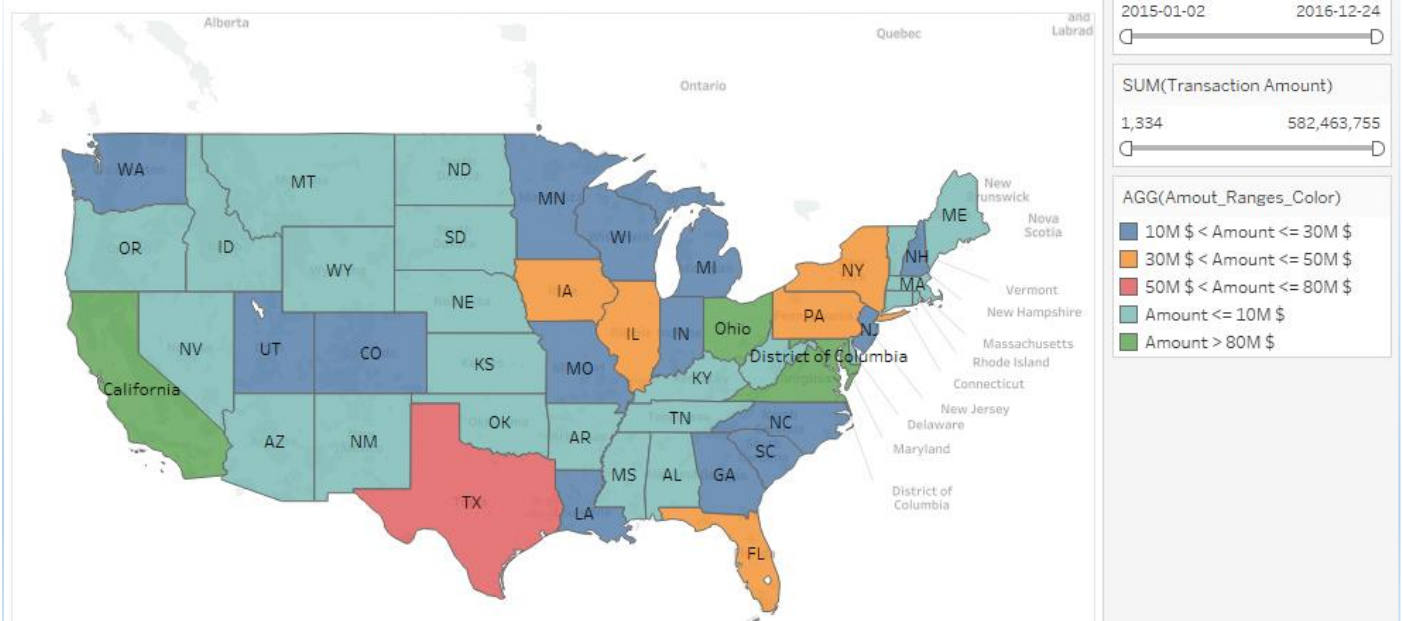 Alberta
and
Labrad
Quebec
Ontario
New
Brunswick
Nova
Scotia
WA
MT
ND
MN
ME
OR
ID
SD
WI
WY
MI
NY
NH
MA
NE
IA
PA
NV
UT
CO
IL
IN
Ohio
NJ
KS
MO
District of Columbia
California
KY
AZ
NM
OK
AR
TN
NC
SC
MS
AL
GA
TX
LA
FL
Vermont
New Hampshire
Massachusetts
Rhode Island
Connecticut
New Jersey
Delaware
Maryland
District of
Columbia
2015-01-02 2016-12-24
SUM(Transaction Amount)
1,334 582,463,755
AGG(Amout_Ranges_Color)
10M $ < Amount <= 30M $
30M $ < Amount <= 50M $
50M $ < Amount <= 80M $
Amount <= 10M $
Amount > 80M $